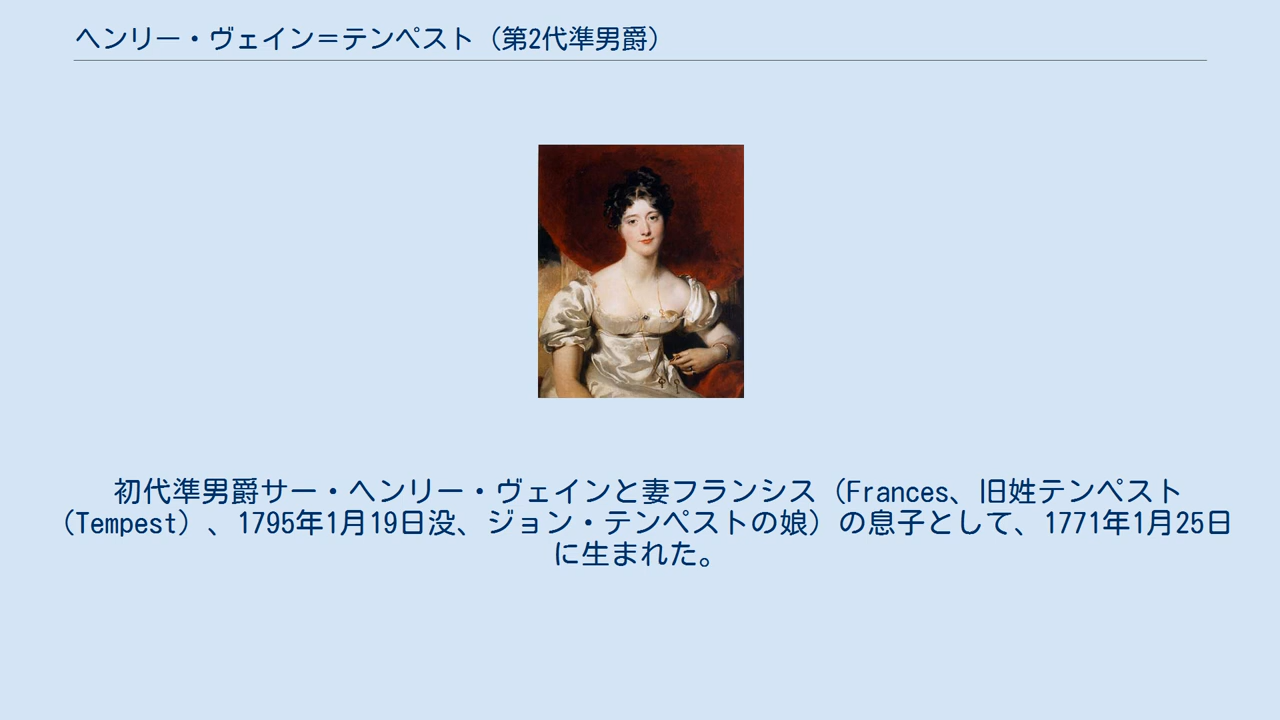 ヘンリー・ヴェイン＝テンペスト（第2代準男爵）
初代準男爵サー・ヘンリー・ヴェインと妻フランシス（Frances、旧姓テンペスト
（Tempest）、1795年1月19日没、ジョン・テンペストの娘）の息子として、1771年1月25日
に生まれた。